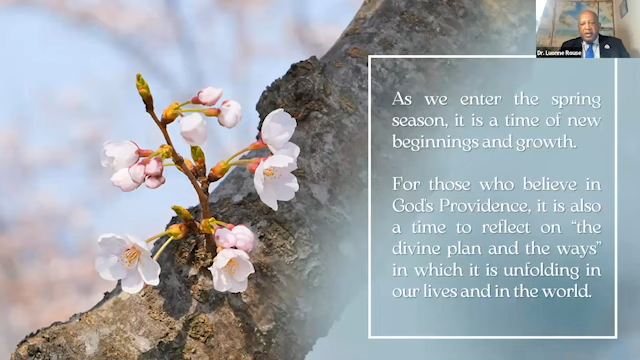 Dr. Luonne Rouse
As we enter the spring
season, it is a time of new
beginnings and growth.
For those who believe in
God's Providence, it is also
a time to reflect on “the
divine plan and the ways”
in which it is unfolding in
our lives and in the world.